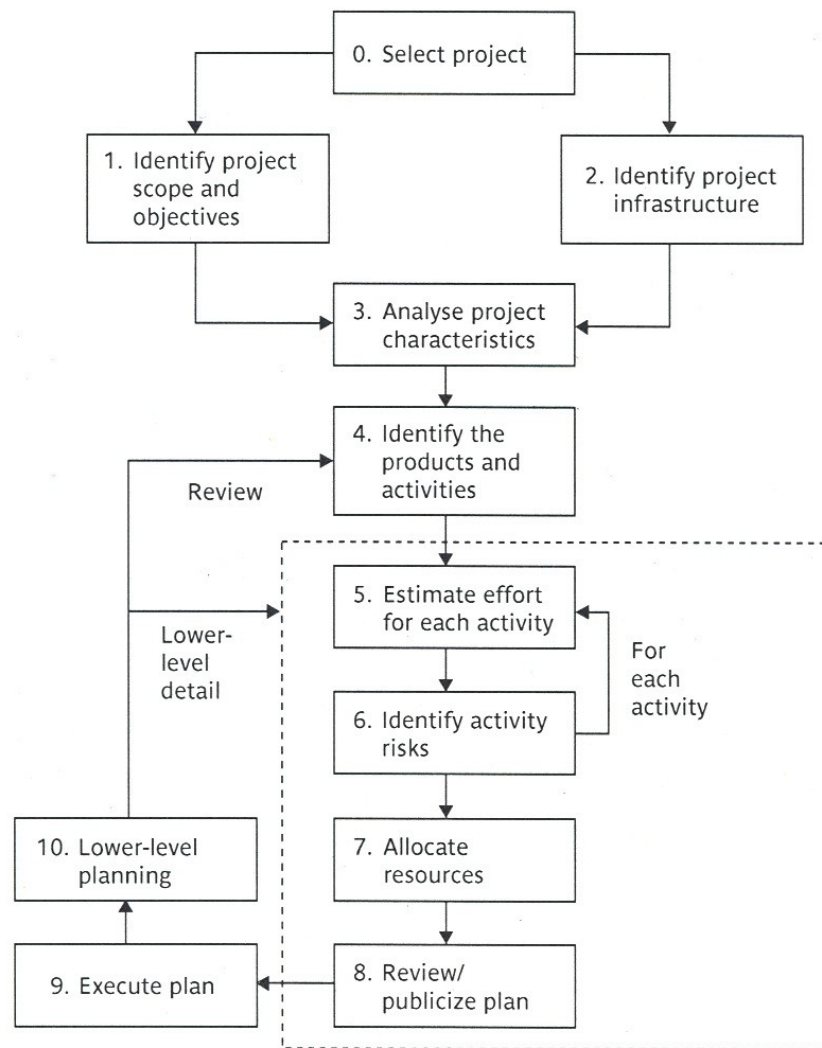 0. Select project
1. Identify project
scope and
objectives
2. Identify project
infrastructure
3. Analyse project
characteristics
4. Identify the
products and
activities
Review
5. Estimate effort
for each activity
Lower-
level
detail
For
each
activity
6. Identify activity
risks
7. Allocate
resources
10. Lower-level
planning
8. Review/
publicize plan
9. Execute plan